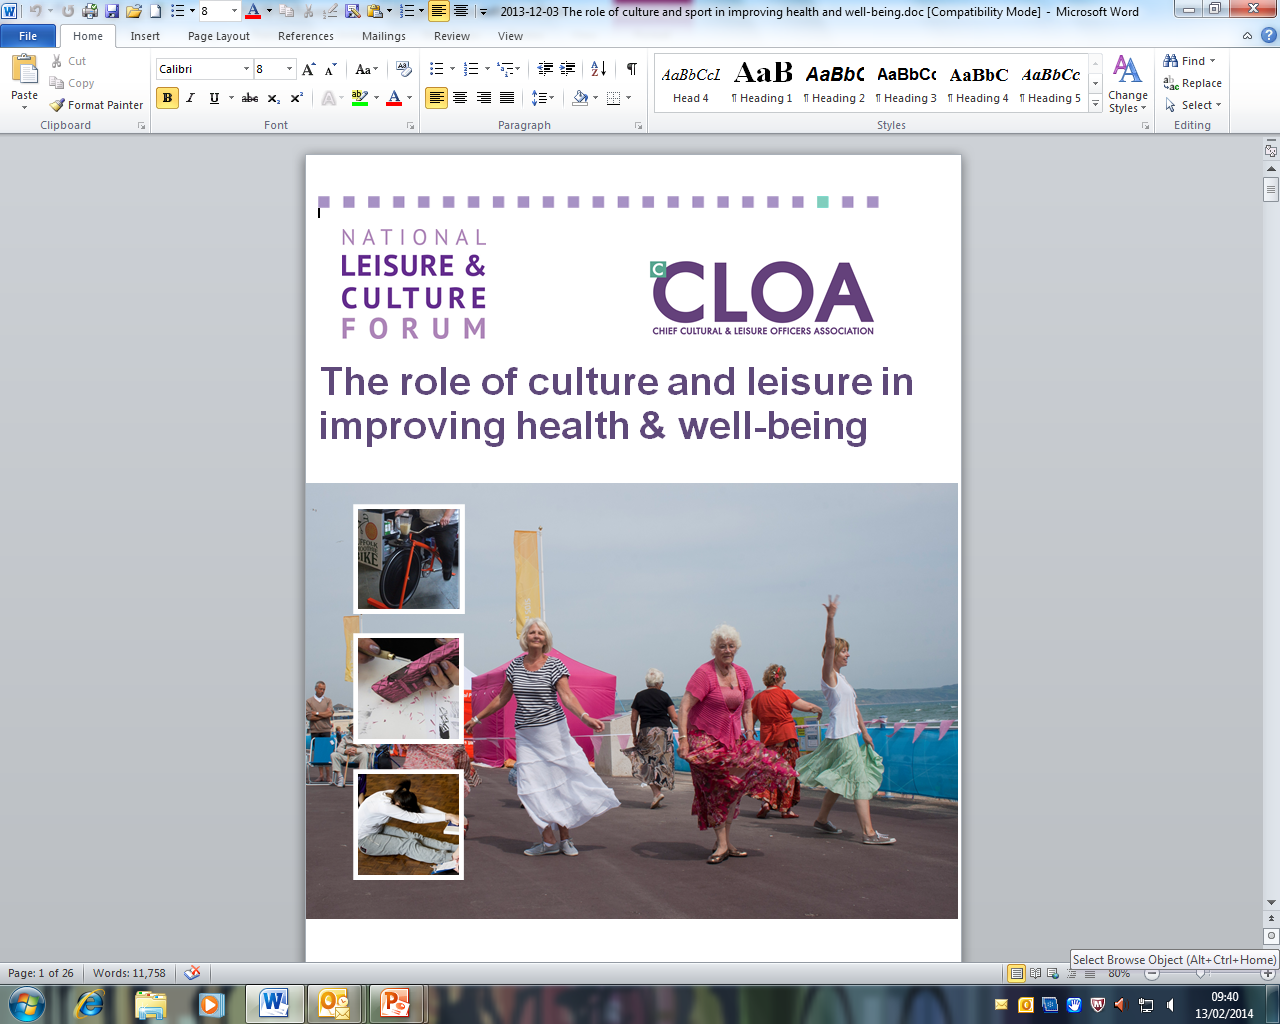 2013-12-03 The role of culture and sport in improving health and well-being.doc [Compatibility Mode] - Microsoft Word
8
File Home Insert Page Layout References Mailings Review View
Paste
Cut
Copy
Format Painter
Clipboard
Calibri 8
Font
Paragraph
AaBbCcI AaB AaBbC AaBbCc AaBbC AaBbCc
Head 4 ¶ Heading 1 ¶ Heading 2 ¶ Heading 3 ¶ Heading 4 ¶ Heading 5
Change
Styles
Styles
Find
Replace
Select
Editing
NATIONAL
LEISURE &
CULTURE
FORUM
C CLOA
CHIEF CULTURAL & LEISURE OFFICERS ASSOCIATION
The role of culture and leisure in
improving health & well-being
BIKE
Select Browse Object (Alt+Ctrl+Home)
Page: 1 of 26 Words: 11,758
80%
09:40
13/02/2014